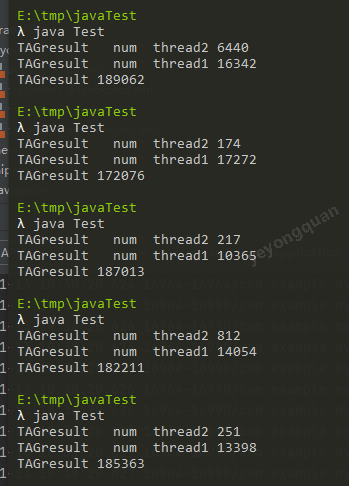 E:\tmp\javaTest
λ java Test
TAGresult   num  thread2 6440
TAGresult   num  thread1 16342
TAGresult 189062
E:\tmp\javaTest
λ java Test
TAGresult   num  thread2 174
TAGresult   num  thread1 17272
TAGresult 172076
E:\tmp\javaTest
λ java Test
TAGresult   num  thread2 217
TAGresult   num  thread1 10365
TAGresult 187013
E:\tmp\javaTest
λ java Test
TAGresult   num  thread2 812
TAGresult   num  thread1 14054
TAGresult 182211
E:\tmp\javaTest
λ java Test
TAGresult   num  thread2 251
TAGresult   num  thread1 13398
TAGresult 185363